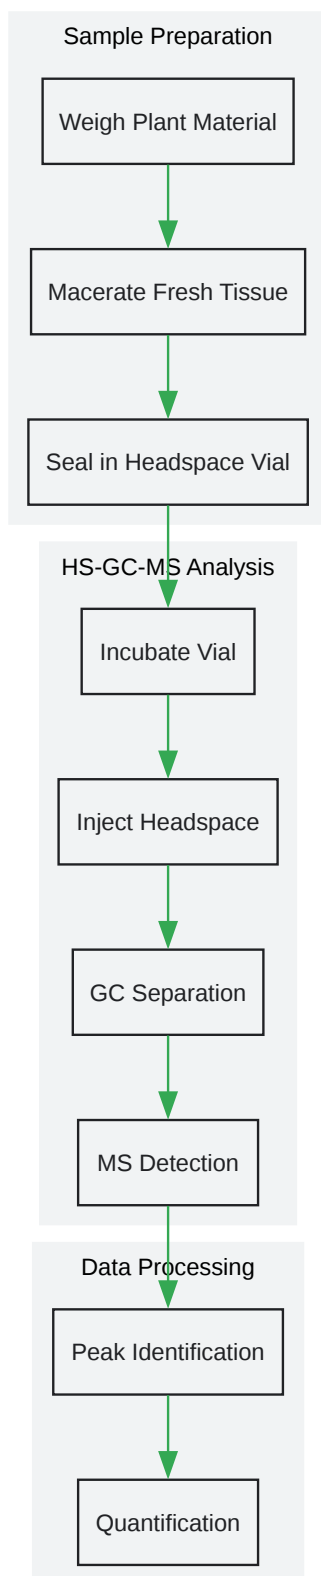 Sample Preparation
Weigh Plant Material
Macerate Fresh Tissue
Seal in Headspace Vial
HS-GC-MS Analysis
Incubate Vial
Inject Headspace
GC Separation
MS Detection
Data Processing
Peak Identification
Quantification